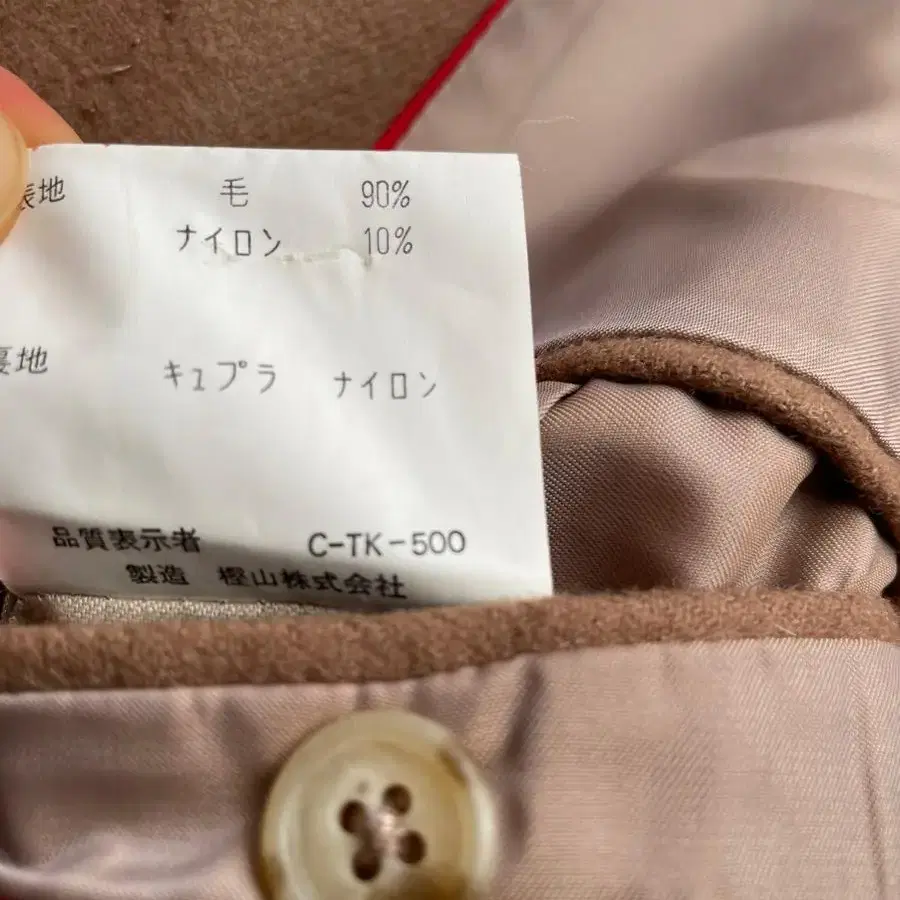 表地 毛 90%
ナイロン 10%
裏地 キュプラ ナイロン
品質表示者 C-TK-500
製造 樫山株式会社